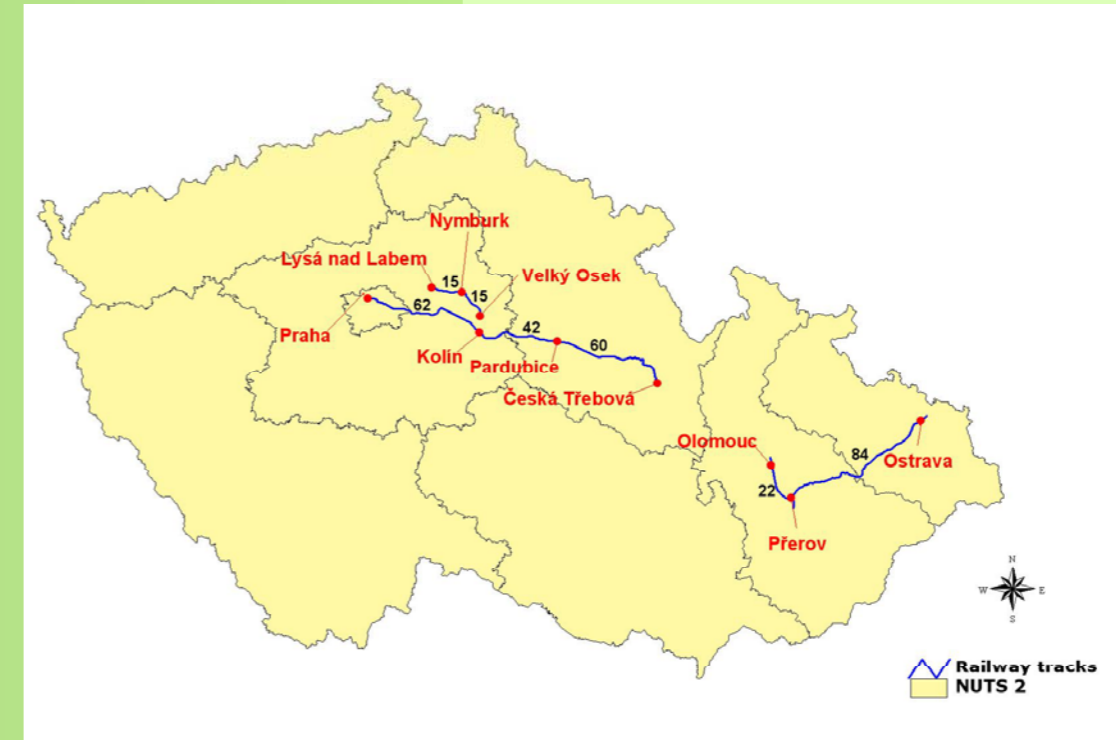 Nymburk
Lysá nad Labem
15
Velký Osek
15
62
Praha
42
Kolín
60
Pardubice
Česká Třebová
Olomouc
84
Ostrava
22
Přerov
N
W
E
S
Railway tracks
NUTS 2